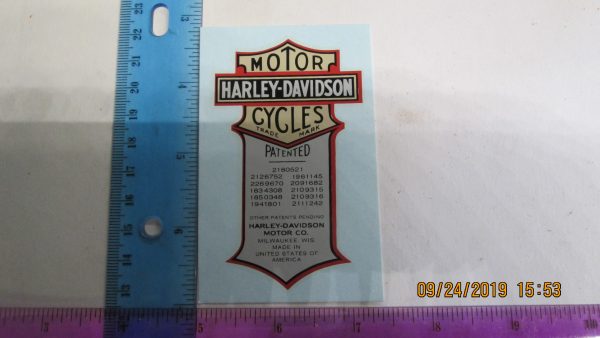 MOTOR
HARLEY-DAVIDSON
CYCLES
TRADE MARK
PATENTED
2180521
2126752 1961145
2269670 2091682
1834308 2109315
1850348 2109316
1941801 2111242
OTHER PATENTS PENDING
HARLEY-DAVIDSON
MOTOR CO.
MILWAUKEE WIS.
MADE IN
UNITED STATES OF
AMERICA
09/24/2019 15:53